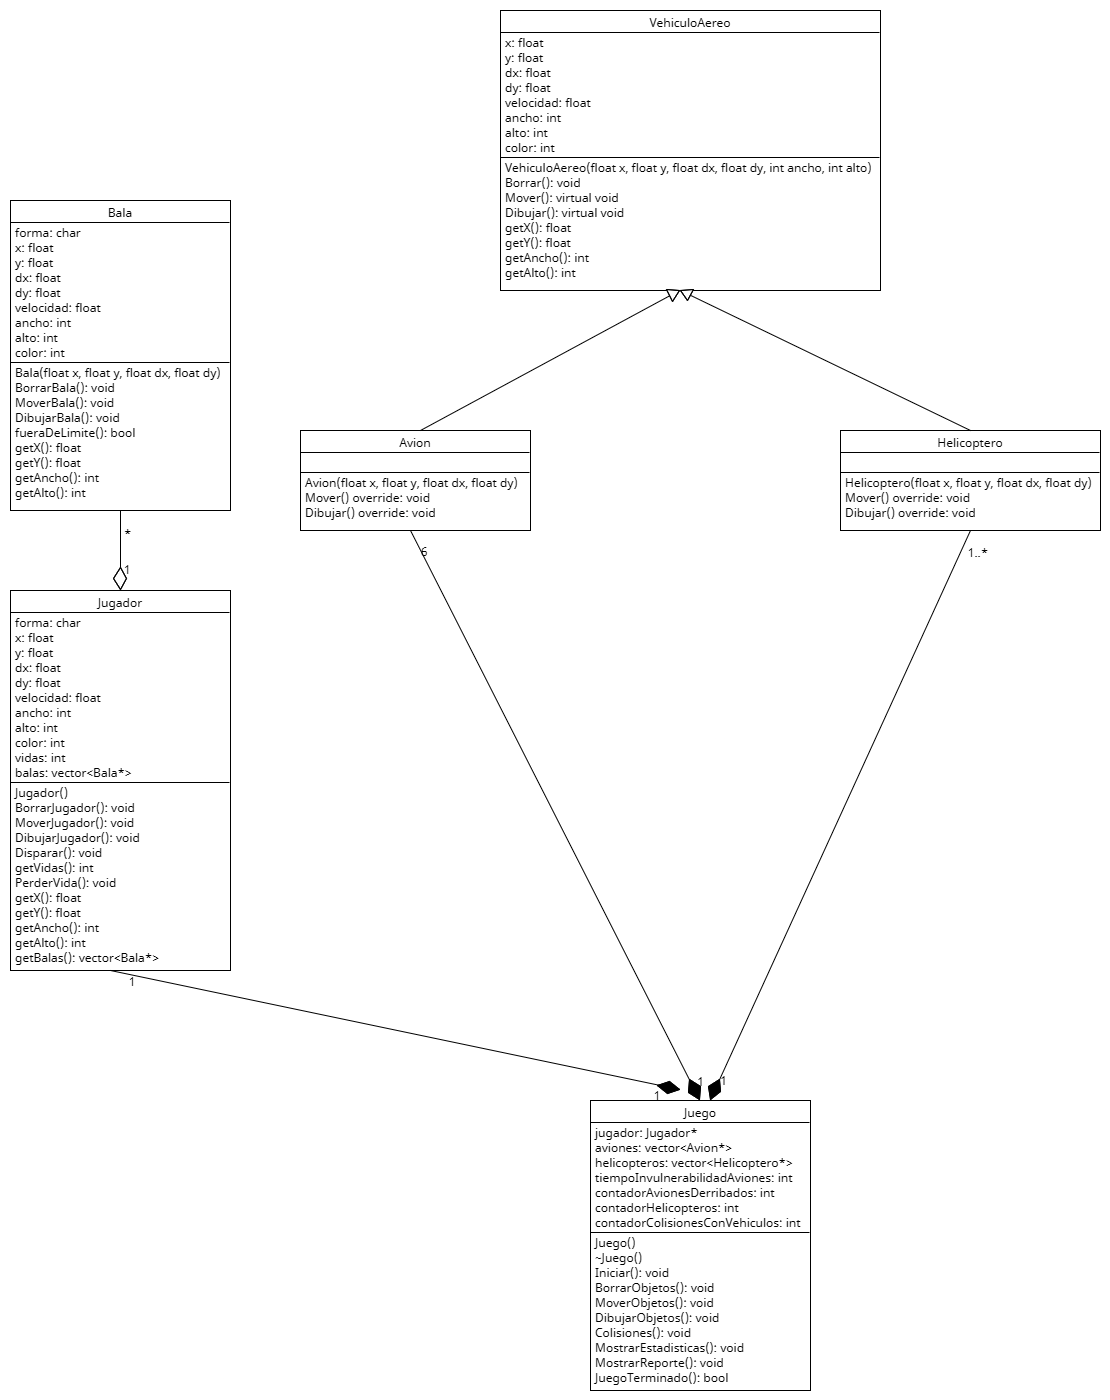 VehiculoAereo
x: float
y: float
dx: float
dy: float
velocidad: float
ancho: int
alto: int
color: int
VehiculoAereo(float x, float y, float dx, float dy, int ancho, int alto)
Borrar(): void
Mover(): virtual void
Dibujar(): virtual void
getX(): float
getY(): float
getAncho(): int
getAlto(): int
Bala
forma: char
x: float
y: float
dx: float
dy: float
velocidad: float
ancho: int
alto: int
color: int
Bala(float x, float y, float dx, float dy)
BorrarBala(): void
MoverBala(): void
DibujarBala(): void
fueraDeLimite(): bool
getX(): float
getY(): float
getAncho(): int
getAlto(): int
*
1
Avion
Avion(float x, float y, float dx, float dy)
Mover() override: void
Dibujar() override: void
6
Helicoptero
Helicoptero(float x, float y, float dx, float dy)
Mover() override: void
Dibujar() override: void
1..*
Jugador
forma: char
x: float
y: float
dx: float
dy: float
velocidad: float
ancho: int
alto: int
color: int
vidas: int
balas: vector<Bala*>
Jugador()
BorrarJugador(): void
MoverJugador(): void
DibujarJugador(): void
Disparar(): void
getVidas(): int
PerderVida(): void
getX(): float
getY(): float
getAncho(): int
getAlto(): int
getBalas(): vector<Bala*>
1
1
1
1
Juego
jugador: Jugador*
aviones: vector<Avion*>
helicopteros: vector<Helicoptero*>
tiempoInvulnerabilidadAviones: int
contadorAvionesDerribados: int
contadorHelicopteros: int
contadorColisionesConVehiculos: int
Juego()
~Juego()
Iniciar(): void
BorrarObjetos(): void
MoverObjetos(): void
DibujarObjetos(): void
Colisiones(): void
MostrarEstadisticas(): void
MostrarReporte(): void
JuegoTerminado(): bool